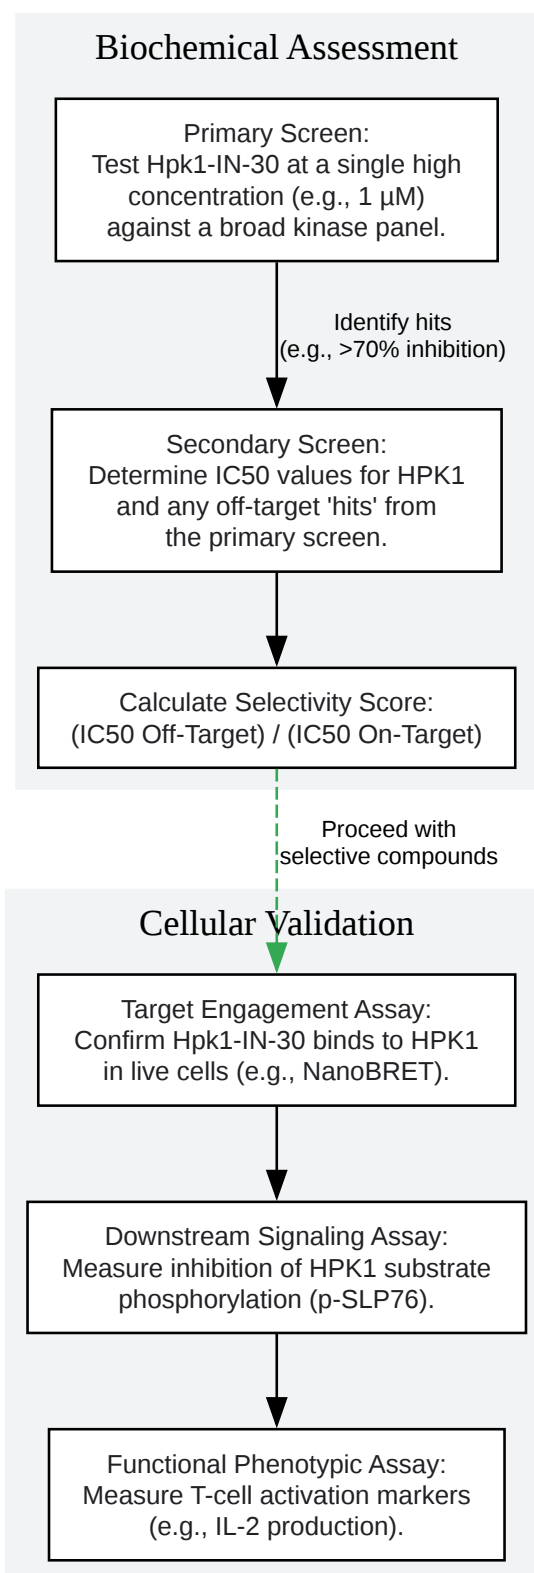 Biochemical Assessment
Primary Screen:
Test Hpk1-IN-30 at a single high
concentration (e.g., 1 µM)
against a broad kinase panel.
Identify hits
(e.g., >70% inhibition)
Secondary Screen:
Determine IC50 values for HPK1
and any off-target 'hits' from
the primary screen.
Calculate Selectivity Score:
(IC50 Off-Target) / (IC50 On-Target)
Proceed with
selective compounds
Cellular Validation
Target Engagement Assay:
Confirm Hpk1-IN-30 binds to HPK1
in live cells (e.g., NanoBRET).
Downstream Signaling Assay:
Measure inhibition of HPK1 substrate
phosphorylation (p-SLP76).
Functional Phenotypic Assay:
Measure T-cell activation markers
(e.g., IL-2 production).